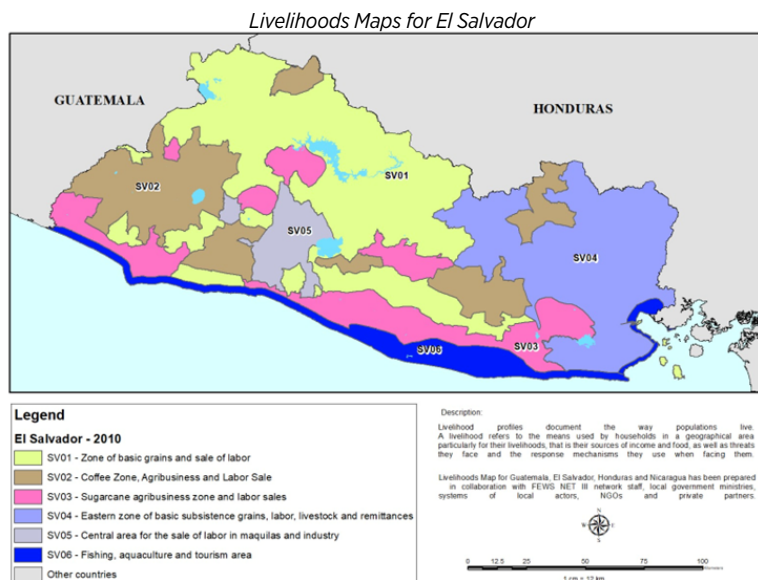 Livelihoods Maps for El Salvador
GUATEMALA
HONDURAS
SV01
SV02
SV05
SV04
SV03
SV06
Legend
El Salvador - 2010
SV01 - Zone of basic grains and sale of labor
SV02 - Coffee Zone, Agribusiness and Labor Sale
SV03 - Sugarcane agribusiness zone and labor sales
SV04 - Eastern zone of basic subsistence grains, labor, livestock and remittances
SV05 - Central area for the sale of labor in maquilas and industry
SV06 - Fishing, aquaculture and tourism area
Other countries
Description:
Livelihood profiles document the way populations live.
A livelihood refers to the means used by households in a geographical area
particularly for their livelihoods, that is their sources of income and food, as well as threats
they face and the response mechanisms they use when facing them.
Livelihoods Map for Guatemala, El Salvador, Honduras and Nicaragua has been prepared
in collaboration with FEWS NET III network staff, local government ministries,
systems of local actors, NGOs and private partners.
N
W
E
S
0 12.5 25 50 75 100
1 cm = 12 km